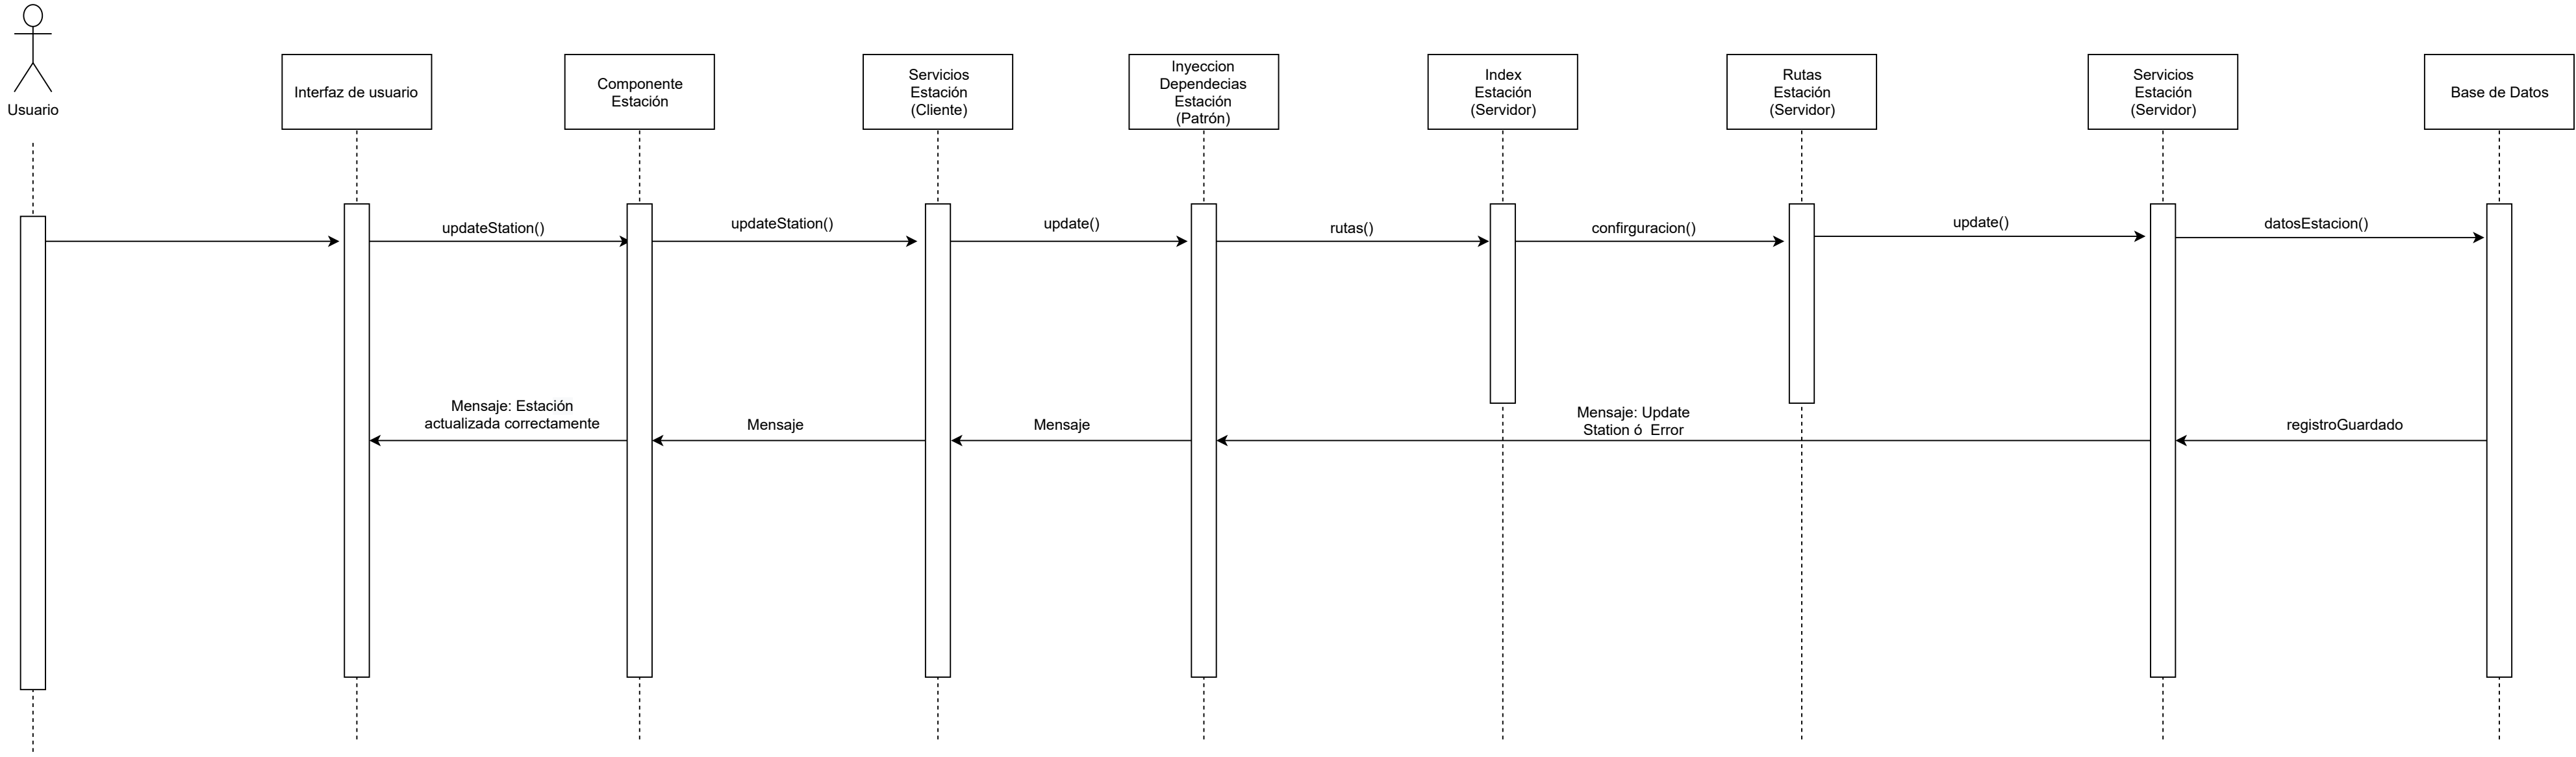 Usuario
Interfaz de usuario
Componente
Estación
Servicios
Estación
(Cliente)
Inyeccion
Dependecias
Estación
(Patrón)
Index
Estación
(Servidor)
Rutas
Estación
(Servidor)
Servicios
Estación
(Servidor)
Base de Datos
updateStation()
updateStation()
update()
rutas()
confirguracion()
update()
datosEstacion()
Mensaje: Estación
actualizada correctamente
Mensaje
Mensaje
Mensaje: Update
Station ó  Error
registroGuardado